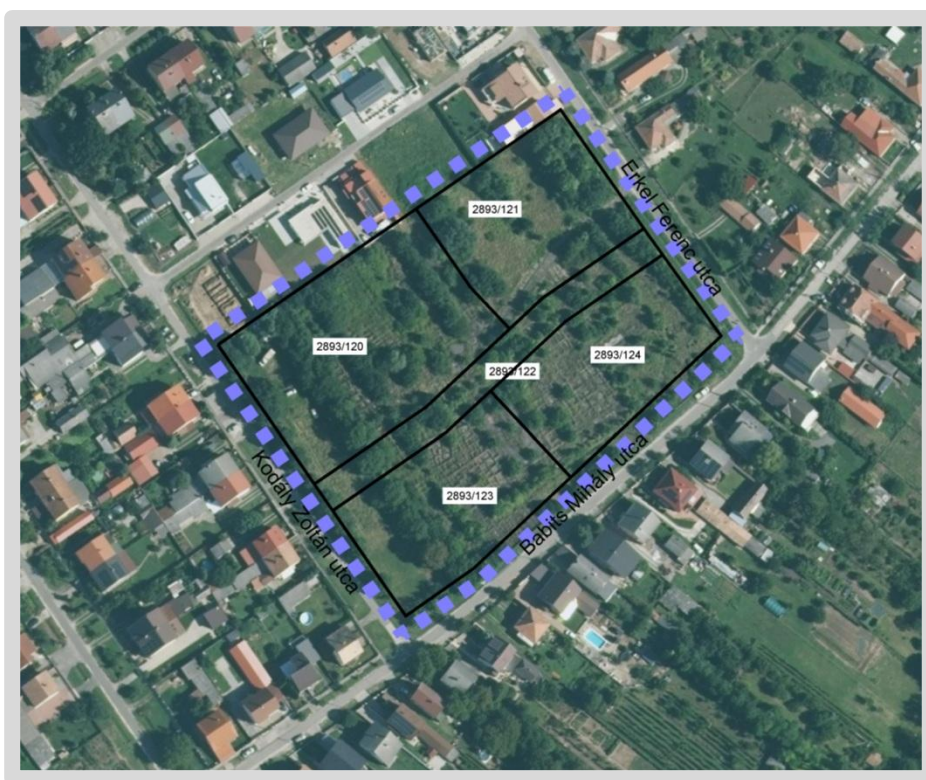 2893/121
Erkel Ferenc utca
2893/120
2893/124
2893/122
2893/123
Kodály Zoltán utca
Babits Mihály utca